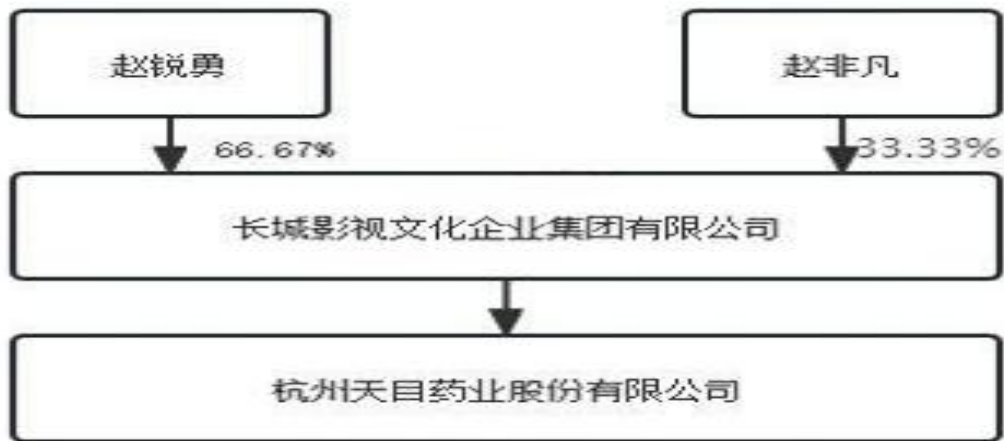 赵锐勇
赵非凡
66.67%
33.33%
长城影视文化企业集团有限公司
杭州天目药业股份有限公司